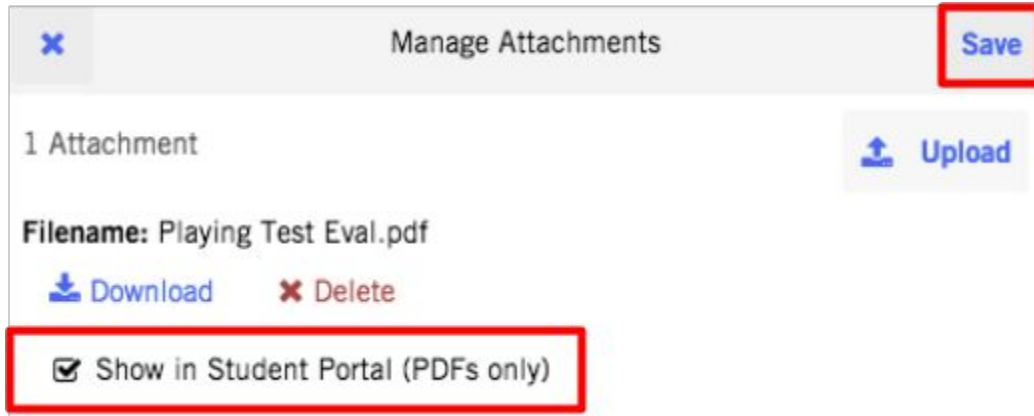 Manage Attachments Save
1 Attachment
Upload
Filename: Playing Test Eval.pdf
Download Delete
Show in Student Portal (PDFs only)